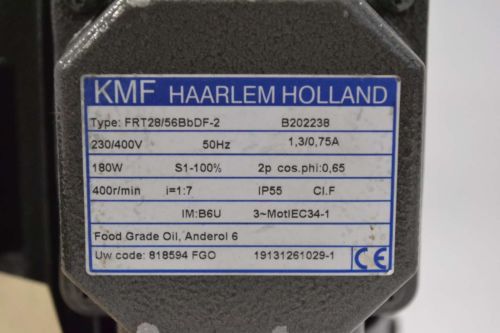 KMF HAARLEM HOLLAND
Type: FRT28/56BbDF-2 B202238
230/400V 50Hz 1,3/0,75A
180W S1-100% 2p cos.phi:0,65
400r/min i=1:7 IP55 Cl.F
IM:B6U 3~MotIEC34-1
Food Grade Oil, Anderol 6
Uw code: 818594 FGO 19131261029-1 CE